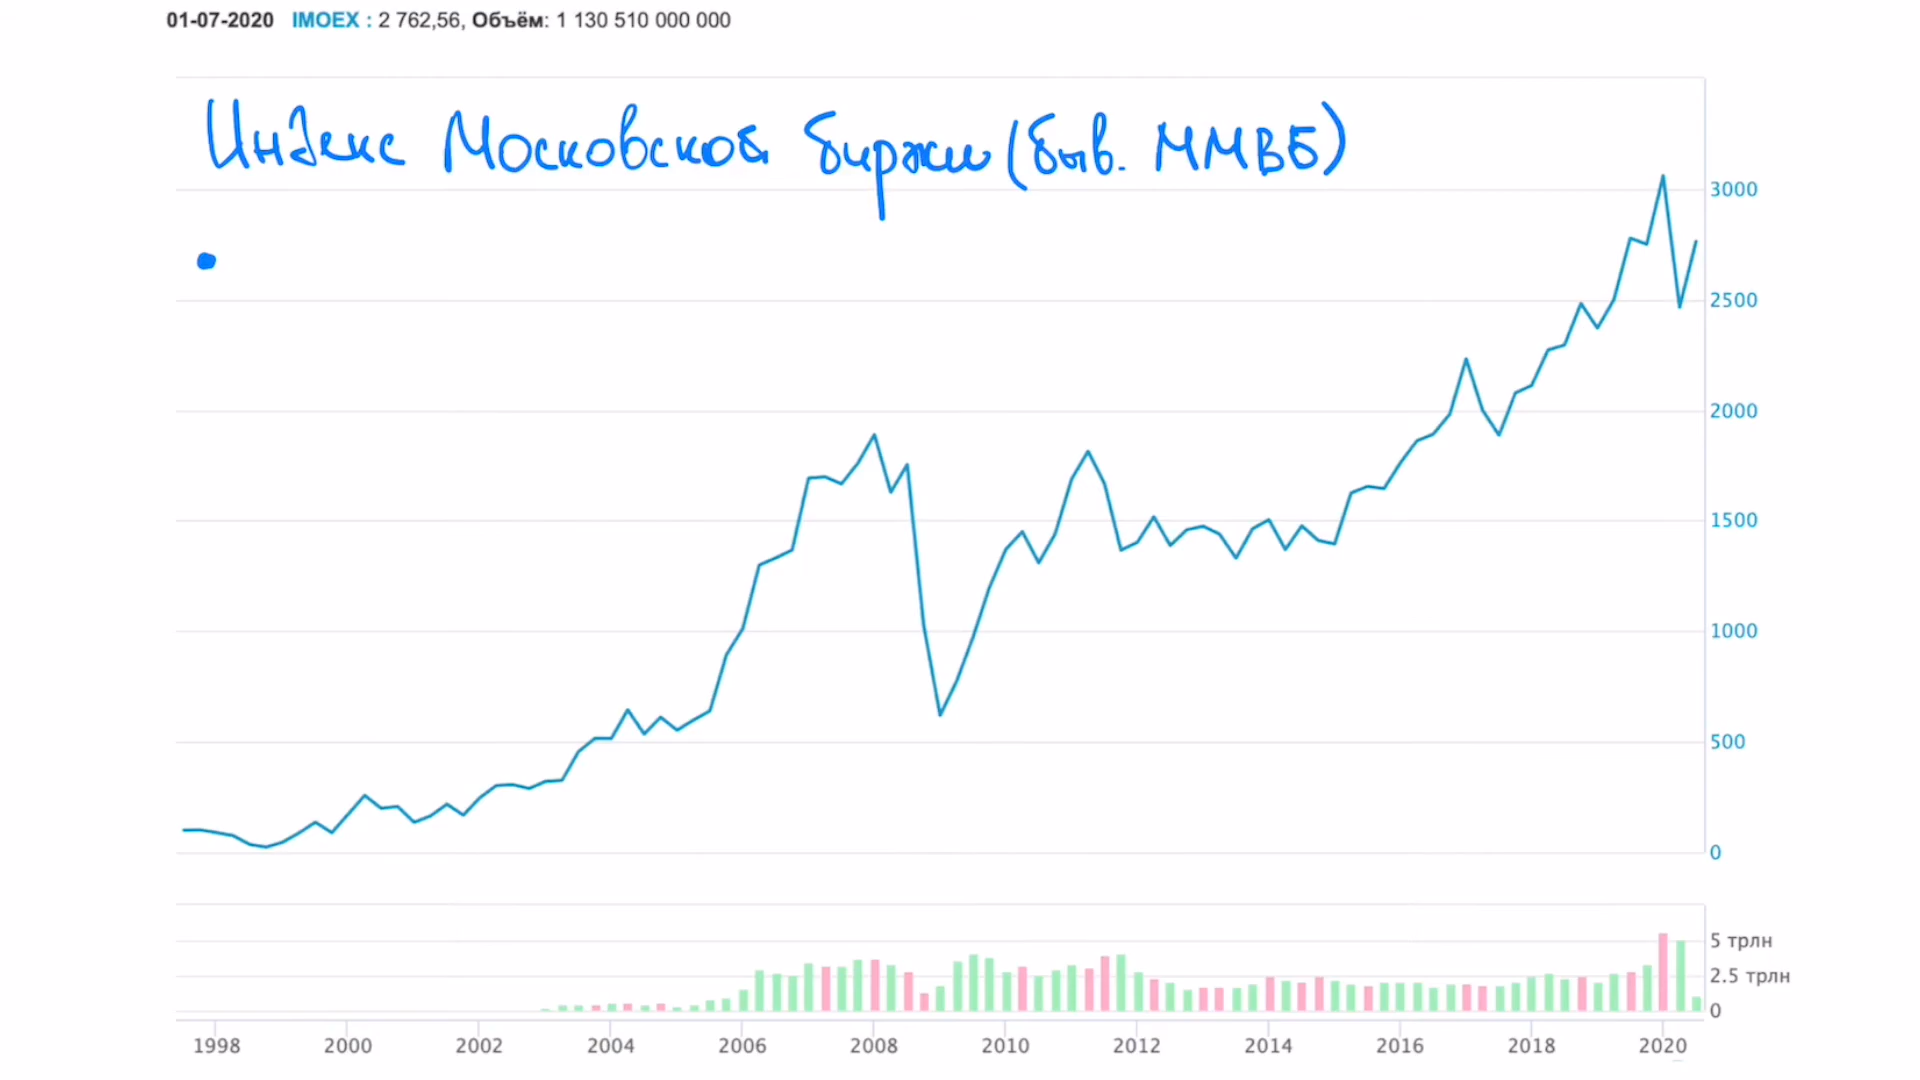 01-07-2020 IMOEX : 2 762,56, Объём: 1 130 510 000 000
Индекс Московской биржи (быв. ММВБ)
3000
2500
2000
1500
1000
500
0
5 трлн
2.5 трлн
0
1998 2000 2002 2004 2006 2008 2010 2012 2014 2016 2018 2020